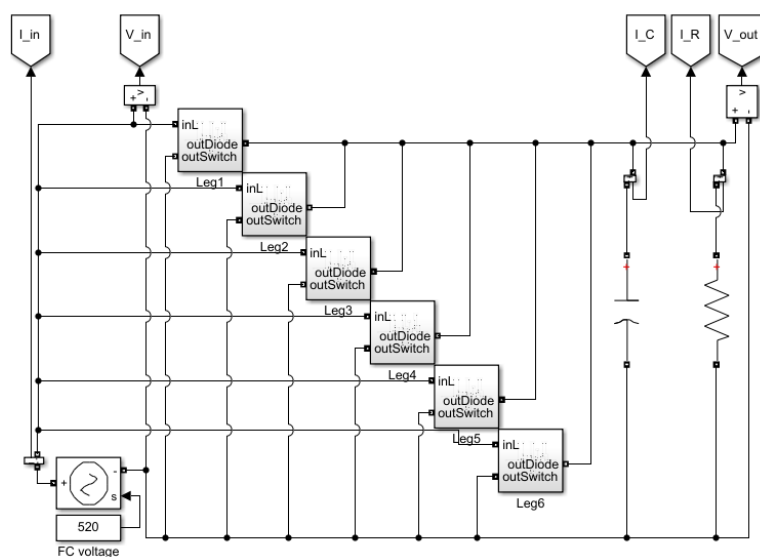 I_in
V_in
I_C
I_R
V_out
v
+ -
v
+ -
inL
outDiode
outSwitch
Leg1
inL
outDiode
outSwitch
Leg2
inL
outDiode
outSwitch
Leg3
inL
outDiode
outSwitch
Leg4
inL
outDiode
outSwitch
Leg5
inL
outDiode
outSwitch
Leg6
+
+
+ -
s
520
FC voltage